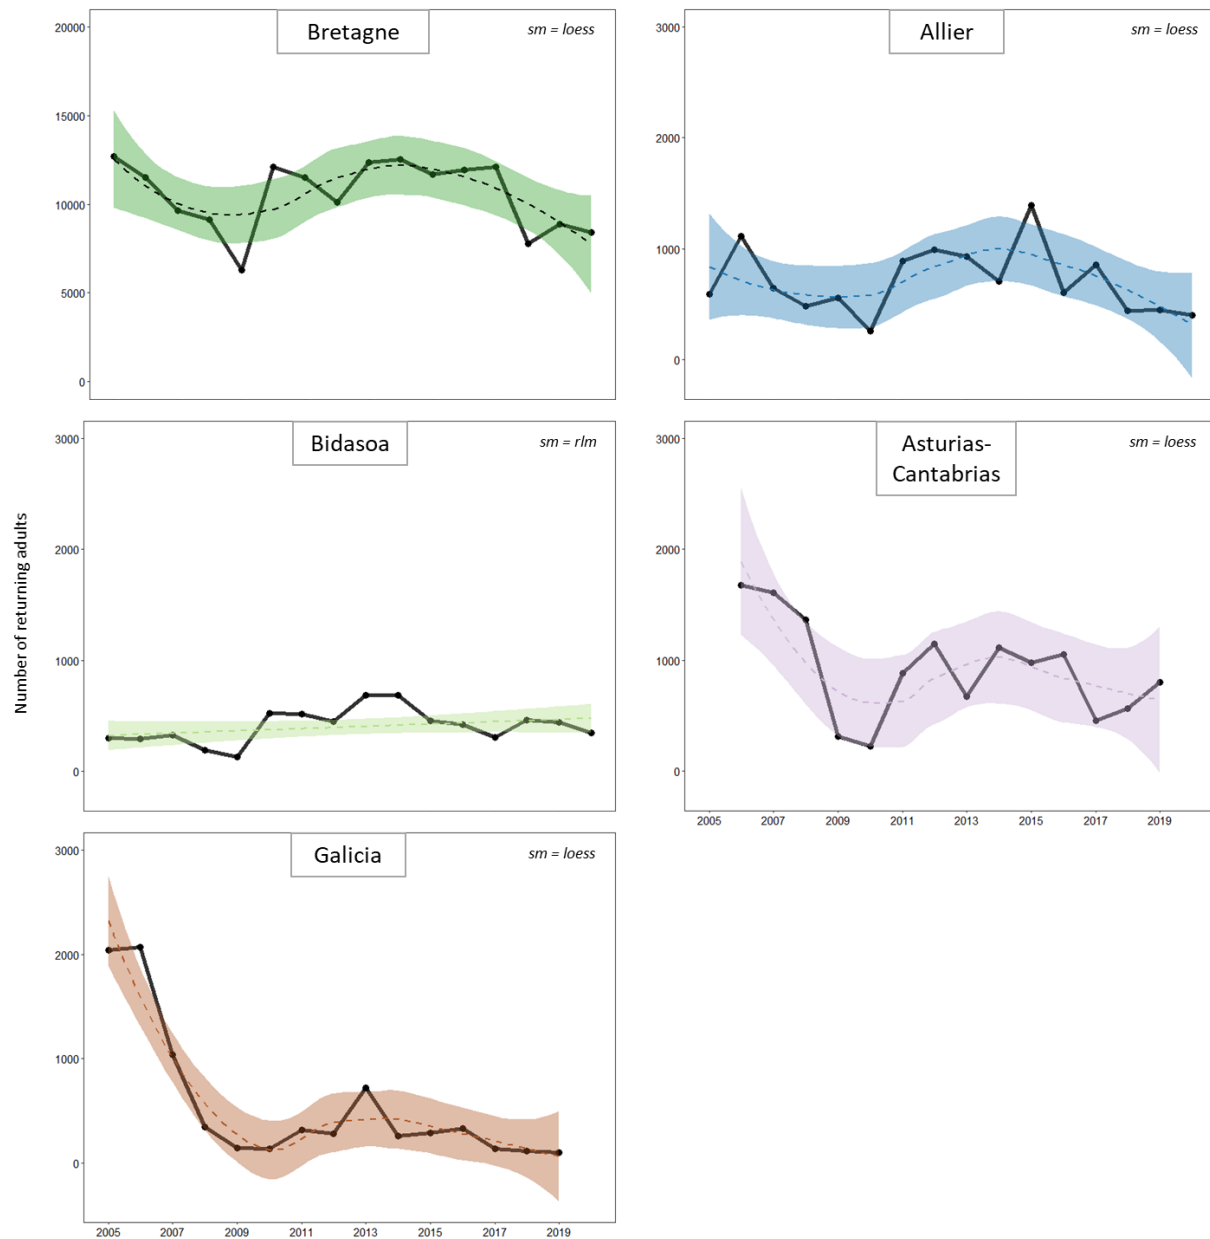 Bretagne
sm = loess
20000
15000
10000
5000
0
Allier
sm = loess
3000
2000
1000
0
Number of returning adults
Bidasoa
sm = rlm
3000
2000
1000
0
Asturias-
Cantabrias
sm = loess
3000
2000
1000
0
2005 2007 2009 2011 2013 2015 2017 2019
Galicia
sm = loess
3000
2000
1000
0
2005 2007 2009 2011 2013 2015 2017 2019